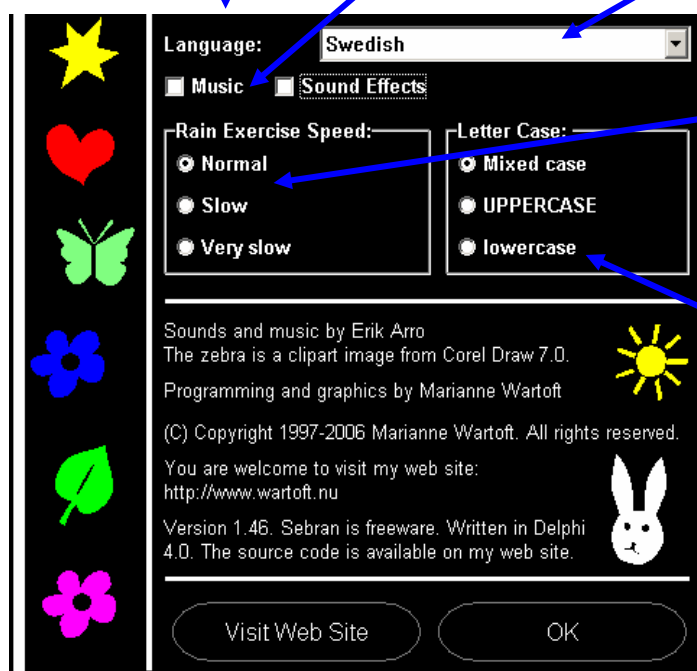 Language: Swedish
Music Sound Effects
Rain Exercise Speed:
Normal
Slow
Very slow
Letter Case:
Mixed case
UPPERCASE
lowercase
Sounds and music by Erik Arro
The zebra is a clipart image from Corel Draw 7.0.
Programming and graphics by Marianne Wartoft
(C) Copyright 1997-2006 Marianne Wartoft. All rights reserved.
You are welcome to visit my web site:
http://www.wartoft.nu
Version 1.46. Sebran is freeware. Written in Delphi
4.0. The source code is available on my web site.
Visit Web Site OK